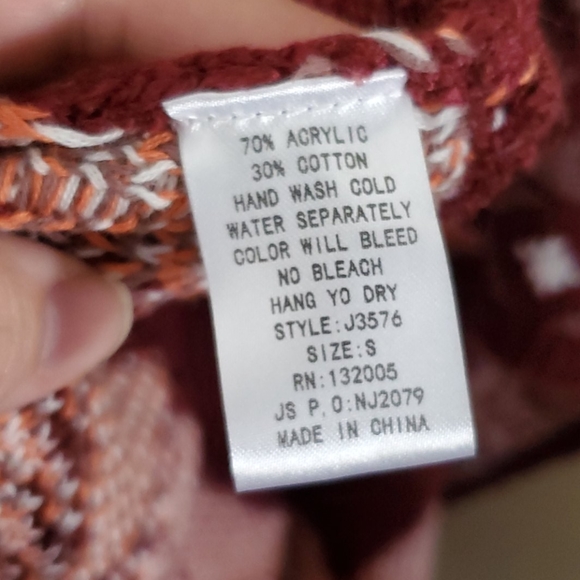 70% ACRYLIC
30% COTTON
HAND WASH COLD
WATER SEPARATELY
COLOR WILL BLEED
NO BLEACH
HANG YO DRY
STYLE:J3576
SIZE:S
RN:132005
JS P.O:NJ2079
MADE IN CHINA